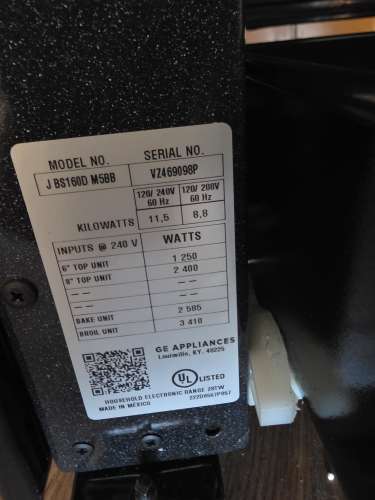 MODEL NO. SERIAL NO.
J BS160D M5BB VZ469098P
120/ 240V 120/ 208V
60 Hz 60 Hz
KILOWATTS 11,5 8,8
INPUTS @ 240 V WATTS
6" TOP UNIT 1 250
8" TOP UNIT 2 400
-- --
-- --
BAKE UNIT 2 585
BROIL UNIT 3 410
GE APPLIANCES
Louisville, KY. 40225
UL LISTED
HOUSEHOLD ELECTRONIC RANGE 28TW
MADE IN MEXICO